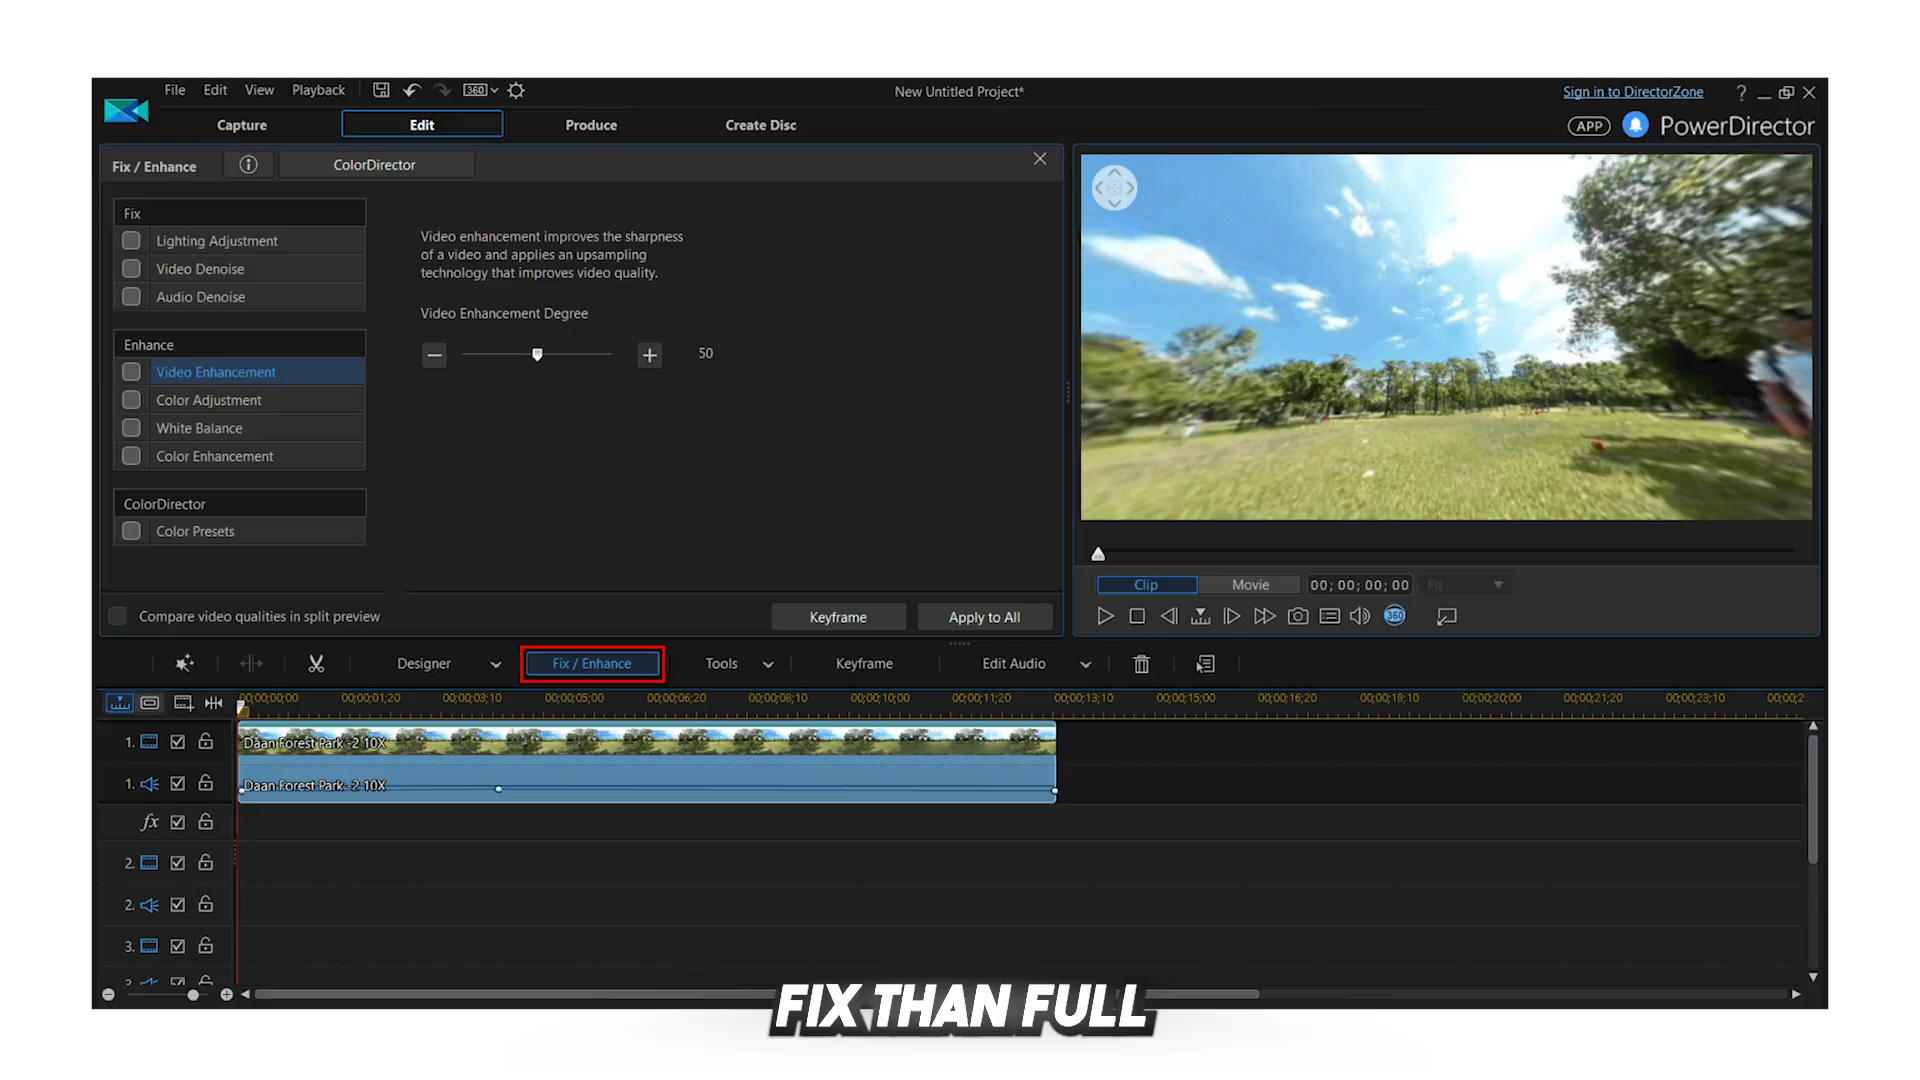 File Edit View Playback 360 New Untitled Project* Sign in to DirectorZone ?
Capture Edit Produce Create Disc APP PowerDirector
Fix / Enhance ColorDirector
Fix
Lighting Adjustment
Video Denoise
Audio Denoise
Enhance
Video Enhancement
Color Adjustment
White Balance
Color Enhancement
ColorDirector
Color Presets
Video enhancement improves the sharpness
of a video and applies an upsampling
technology that improves video quality.
Video Enhancement Degree
50
Compare video qualities in split preview Keyframe Apply to All
Clip Movie 00; 00; 00; 00 Fit
360
Designer Fix / Enhance Tools Keyframe Edit Audio
00;00;00;00 00;00;01;20 00;00;03;10 00;00;05;00 00;00;06;20 00;00;08;10 00;00;10;00 00;00;11;20 00;00;13;10 00;00;15;00 00;00;16;20 00;00;18;10 00;00;20;00 00;00;21;20 00;00;23;10 00;00;2
1. Daan Forest Park -2 10X
1. Daan Forest Park -2 10X
fx
2.
2.
3.
FIX THAN FULL